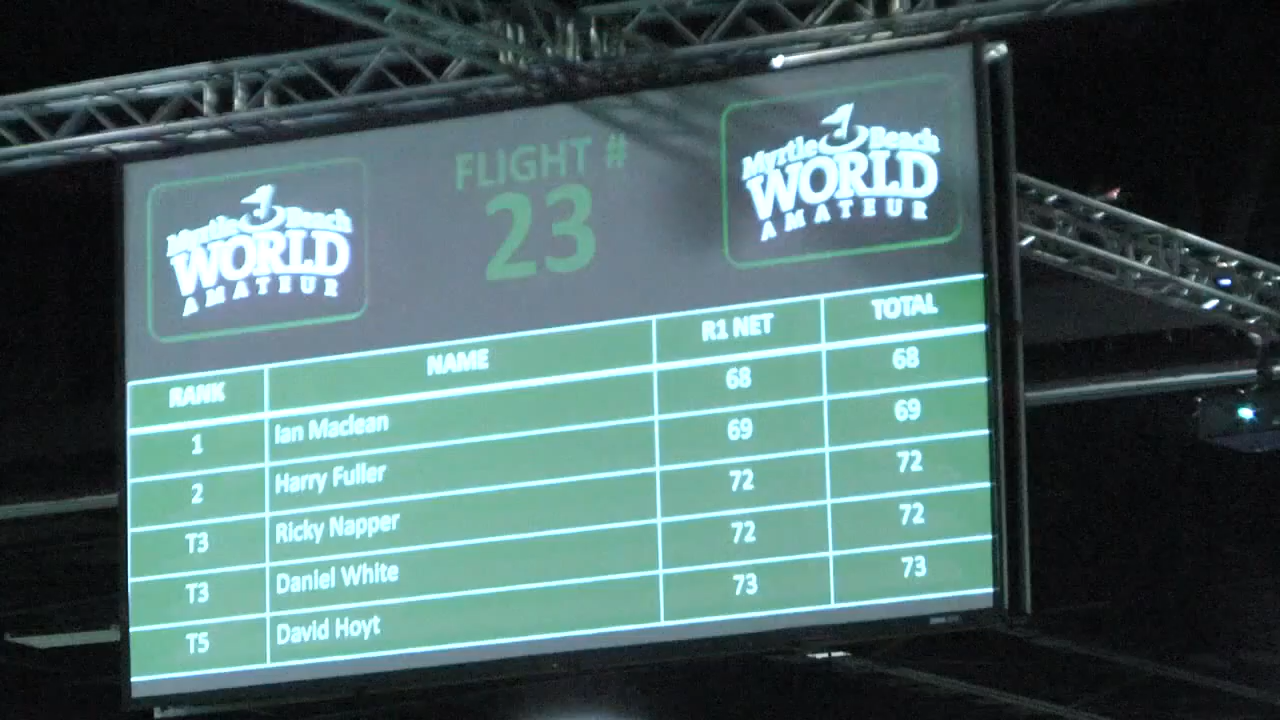 Myrtle Beach
WORLD
AMATEUR
FLIGHT #
23
Myrtle Beach
WORLD
AMATEUR
RANK NAME R1 NET TOTAL
1 Ian Maclean 68 68
2 Harry Fuller 69 69
T3 Ricky Napper 72 72
T3 Daniel White 72 72
T5 David Hoyt 73 73